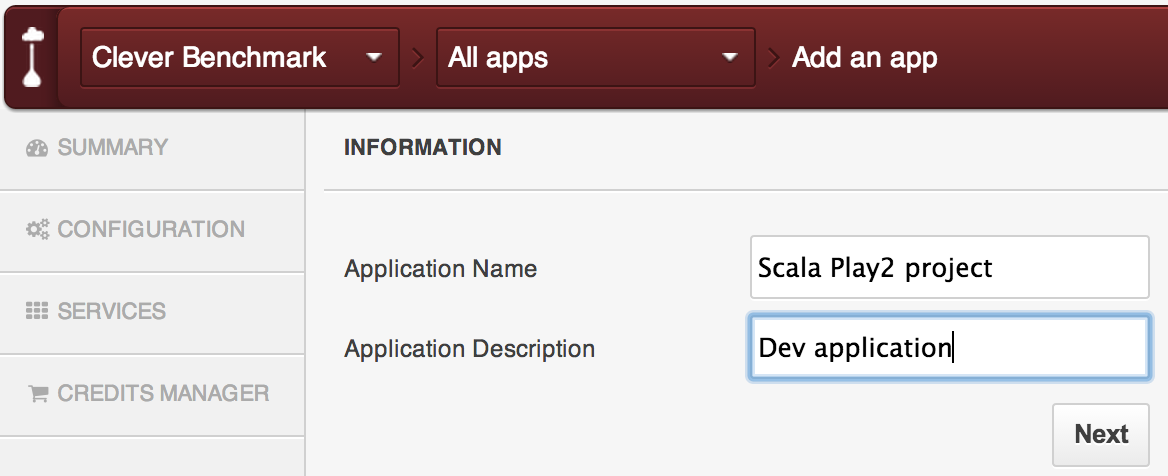 Clever Benchmark
All apps
Add an app
SUMMARY
CONFIGURATION
SERVICES
CREDITS MANAGER
INFORMATION
Application Name
Scala Play2 project
Application Description
Dev application
Next